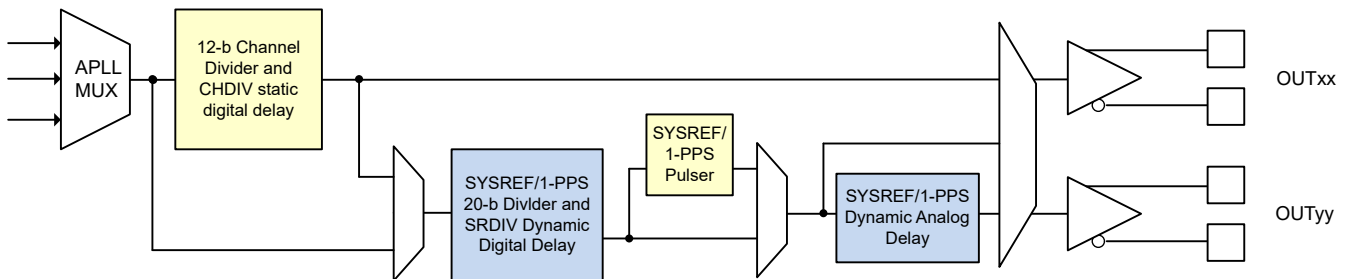 APLL
MUX
12-b Channel
Divider and
CHDIV static
digital delay
SYSREF/1-PPS
20-b Divlder and
SRDIV Dynamic
Digital Delay
SYSREF/
1-PPS
Pulser
SYSREF/1-PPS
Dynamic Analog
Delay
OUTxx
OUTyy